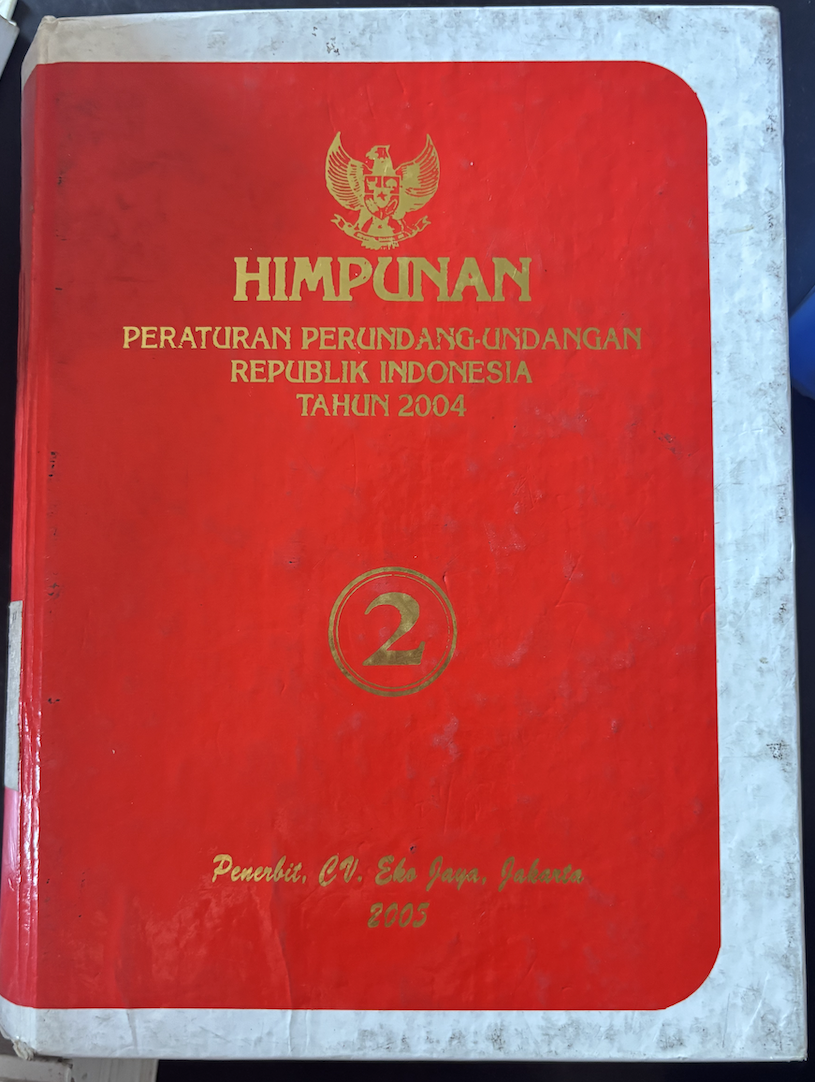 HIMPUNAN
PERATURAN PERUNDANG-UNDANGAN
REPUBLIK INDONESIA
TAHUN 2004
2
Penerbit, CV. Eko Jaya, Jakarta
2005